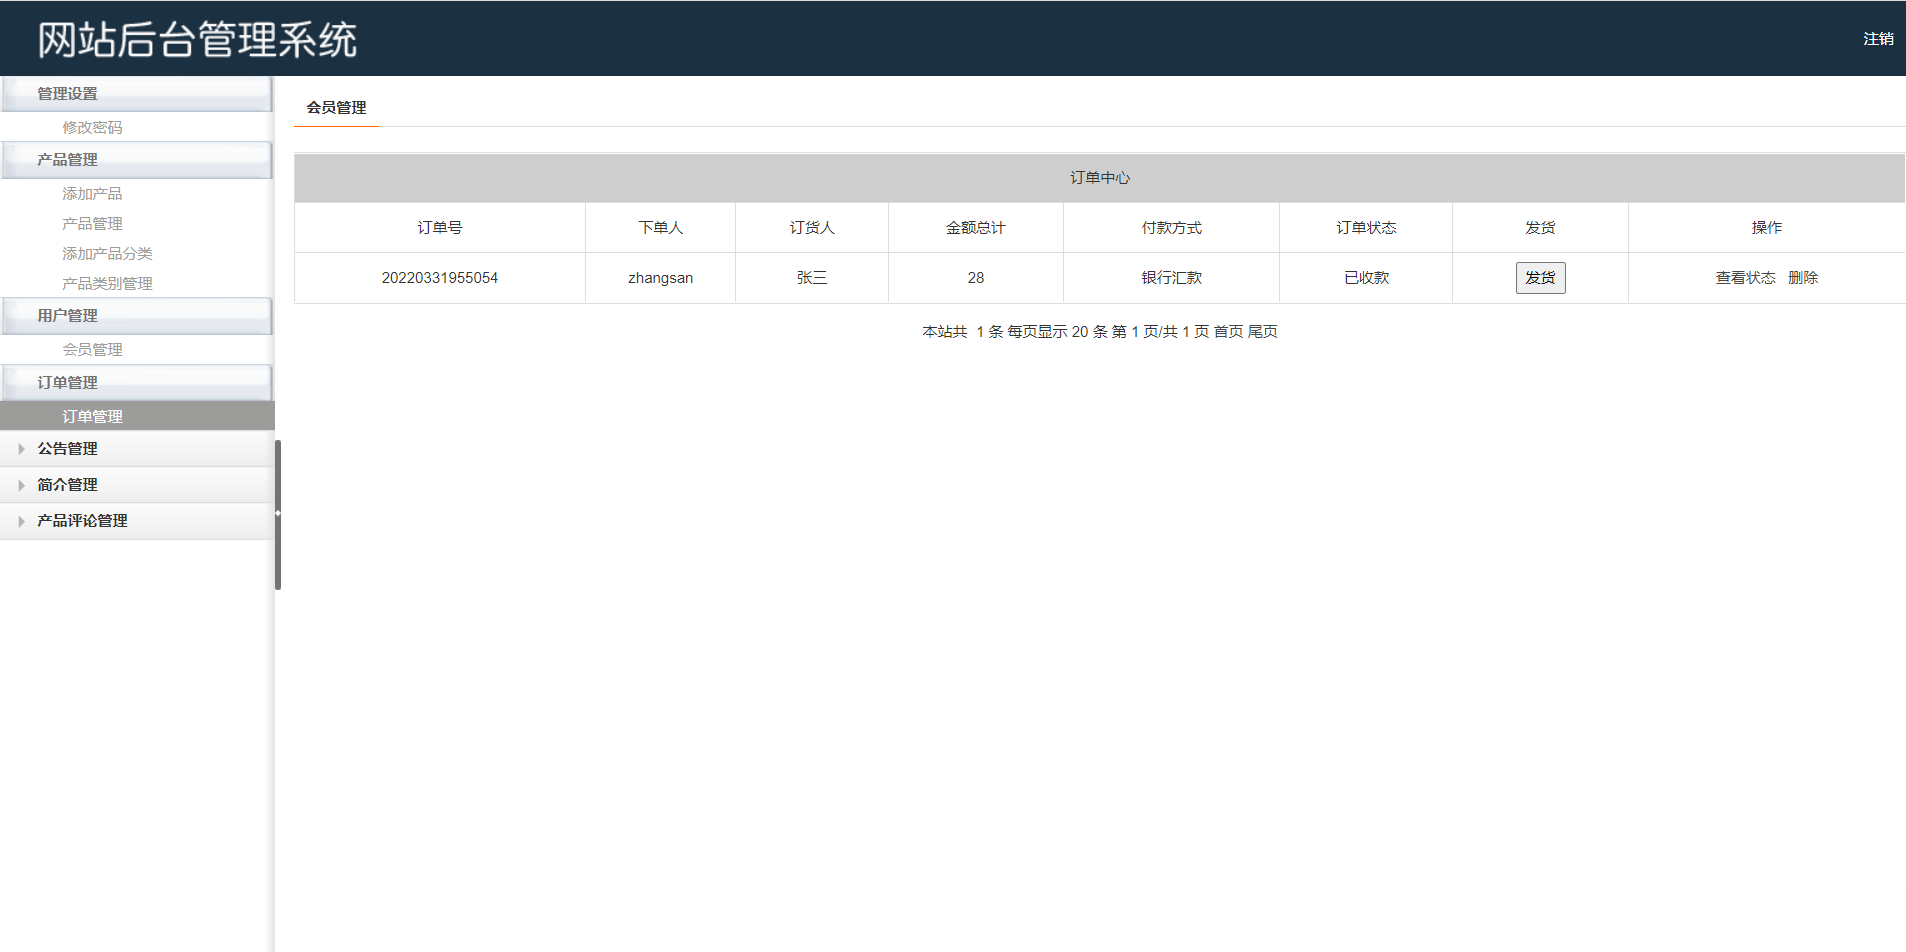 网站后台管理系统
注销
管理设置
修改密码
产品管理
添加产品
产品管理
添加产品分类
产品类别管理
用户管理
会员管理
订单管理
订单管理
公告管理
简介管理
产品评论管理
会员管理
订单中心
订单号 下单人 订货人 金额总计 付款方式 订单状态 发货 操作
20220331955054 zhangsan 张三 28 银行汇款 已收款 发货 查看状态 删除
本站共 1 条 每页显示 20 条 第 1 页/共 1 页 首页 尾页